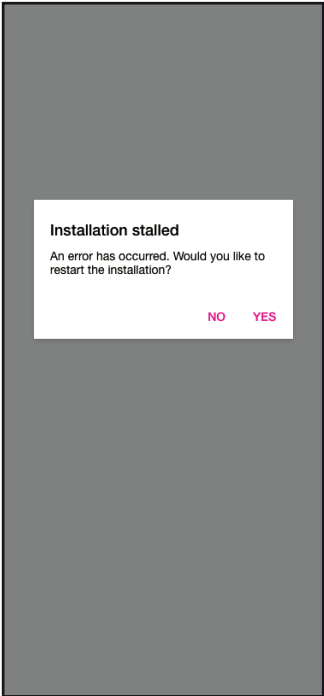 Installation stalled
An error has occurred. Would you like to
restart the installation?
NO YES